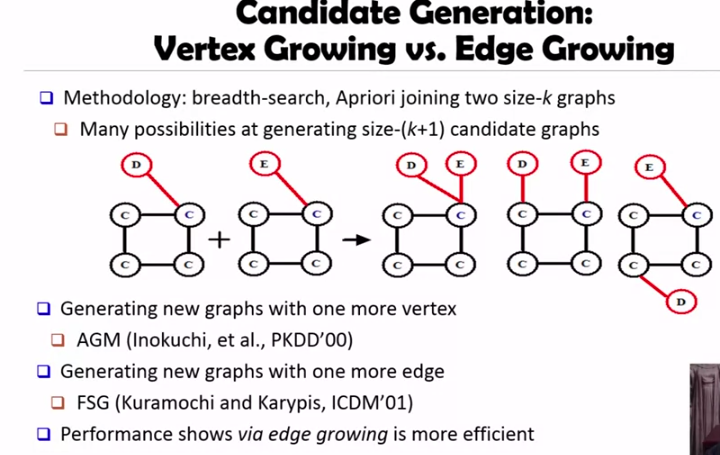 Candidate Generation:
Vertex Growing vs. Edge Growing
Methodology: breadth-search, Apriori joining two size-k graphs
Many possibilities at generating size-(k+1) candidate graphs
D E D E D E E
C C C C C C C C C C
+
C C C C C C C C C C
D
Generating new graphs with one more vertex
AGM (Inokuchi, et al., PKDD'00)
Generating new graphs with one more edge
FSG (Kuramochi and Karypis, ICDM'01)
Performance shows via edge growing is more efficient